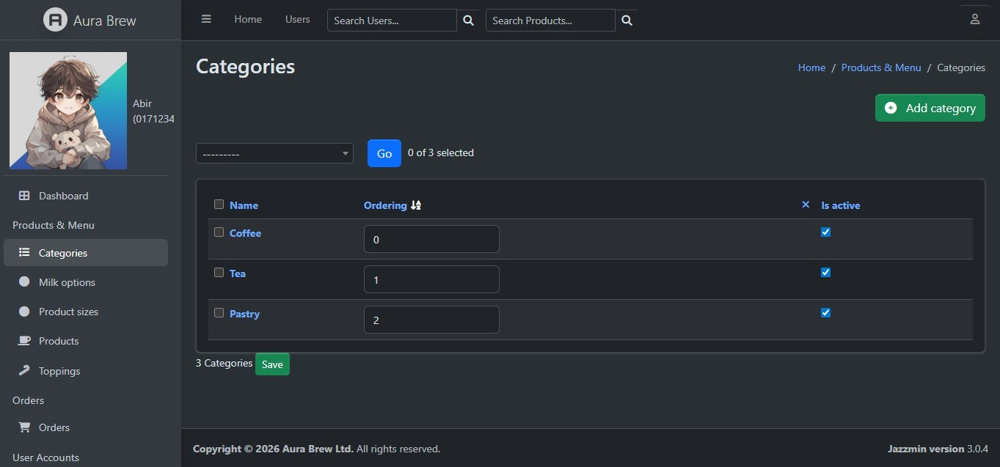 Aura Brew
Home Users Search Users... Search Products...
Abir
(0171234
Dashboard
Products & Menu
Categories
Milk options
Product sizes
Products
Toppings
Orders
Orders
User Accounts
Categories
Home / Products & Menu / Categories
Add category
--------- Go 0 of 3 selected
Name Ordering Is active
Coffee 0
Tea 1
Pastry 2
3 Categories Save
Copyright © 2026 Aura Brew Ltd. All rights reserved.
Jazzmin version 3.0.4